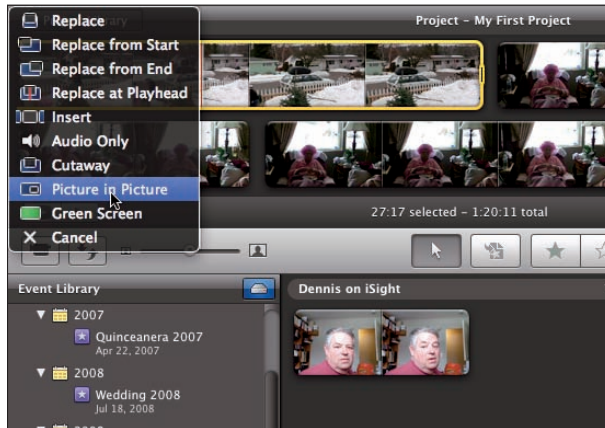 Project - My First Project
Replace
Replace from Start
Replace from End
Replace at Playhead
Insert
Audio Only
Cutaway
Picture in Picture
Green Screen
Cancel
27:17 selected - 1:20:11 total
Event Library
2007
Quinceanera 2007
Apr 22, 2007
2008
Wedding 2008
Jul 18, 2008
Dennis on iSight